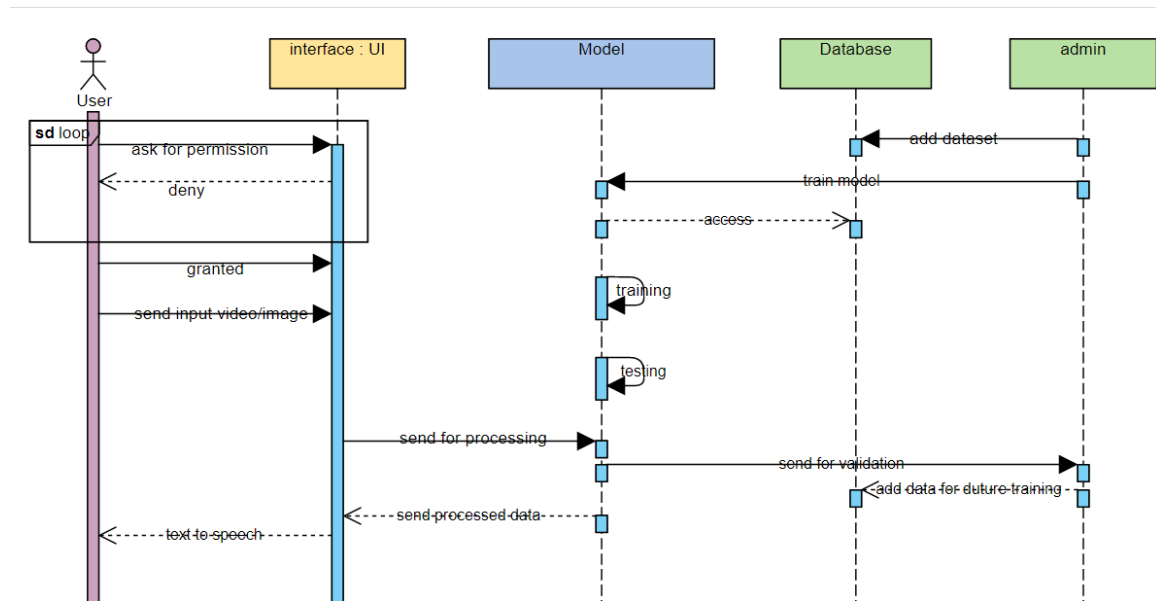 interface : UI
Model
Database
admin
User
sd loop
ask for permission
add dataset
deny
train model
access
granted
training
send input video/image
testing
send for processing
send for validation
add data for duture training
send processed data
text to speech